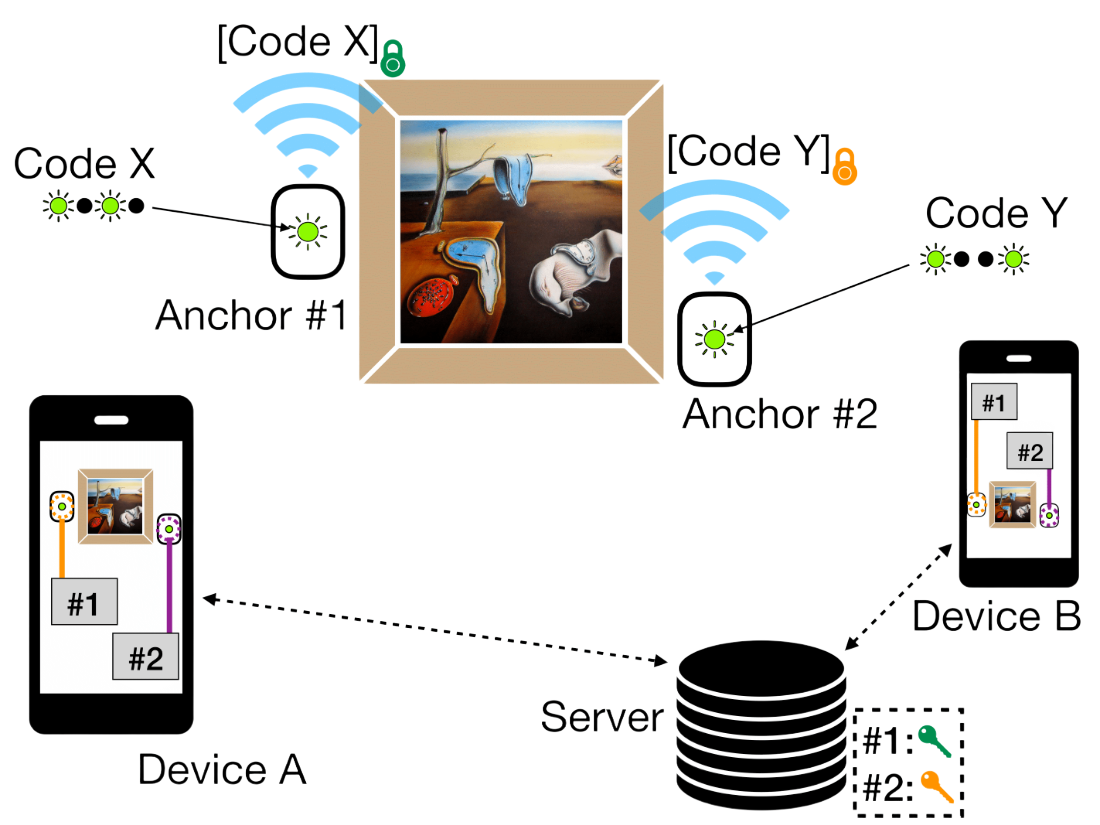 [Code X]
[Code Y]
Code X
Code Y
Anchor #1
Anchor #2
#1
#2
#1
#2
Device B
Device A
Server
#1:
#2: